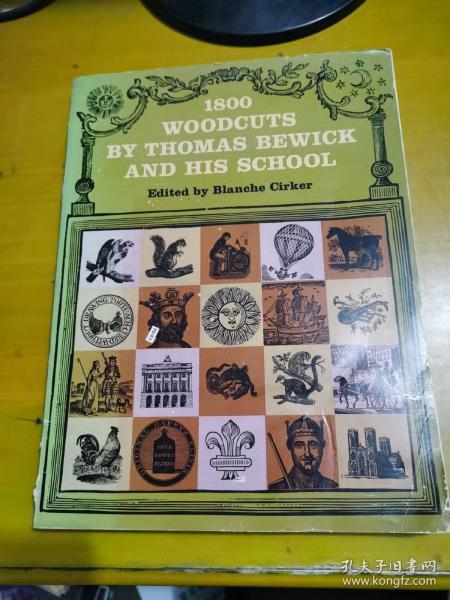 1800
WOODCUTS
BY THOMAS BEWICK
AND HIS SCHOOL
Edited by Blanche Cirker
孔夫子旧书网
www.kongfz.com